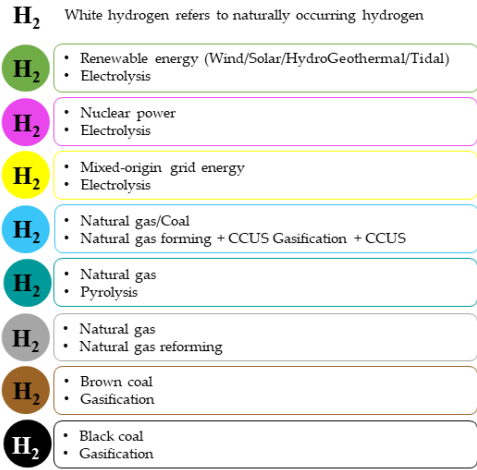 H₂ White hydrogen refers to naturally occurring hydrogen
H₂
• Renewable energy (Wind/Solar/HydroGeothermal/Tidal)
• Electrolysis
H₂
• Nuclear power
• Electrolysis
H₂
• Mixed-origin grid energy
• Electrolysis
H₂
• Natural gas/Coal
• Natural gas forming + CCUS Gasification + CCUS
H₂
• Natural gas
• Pyrolysis
H₂
• Natural gas
• Natural gas reforming
H₂
• Brown coal
• Gasification
H₂
• Black coal
• Gasification